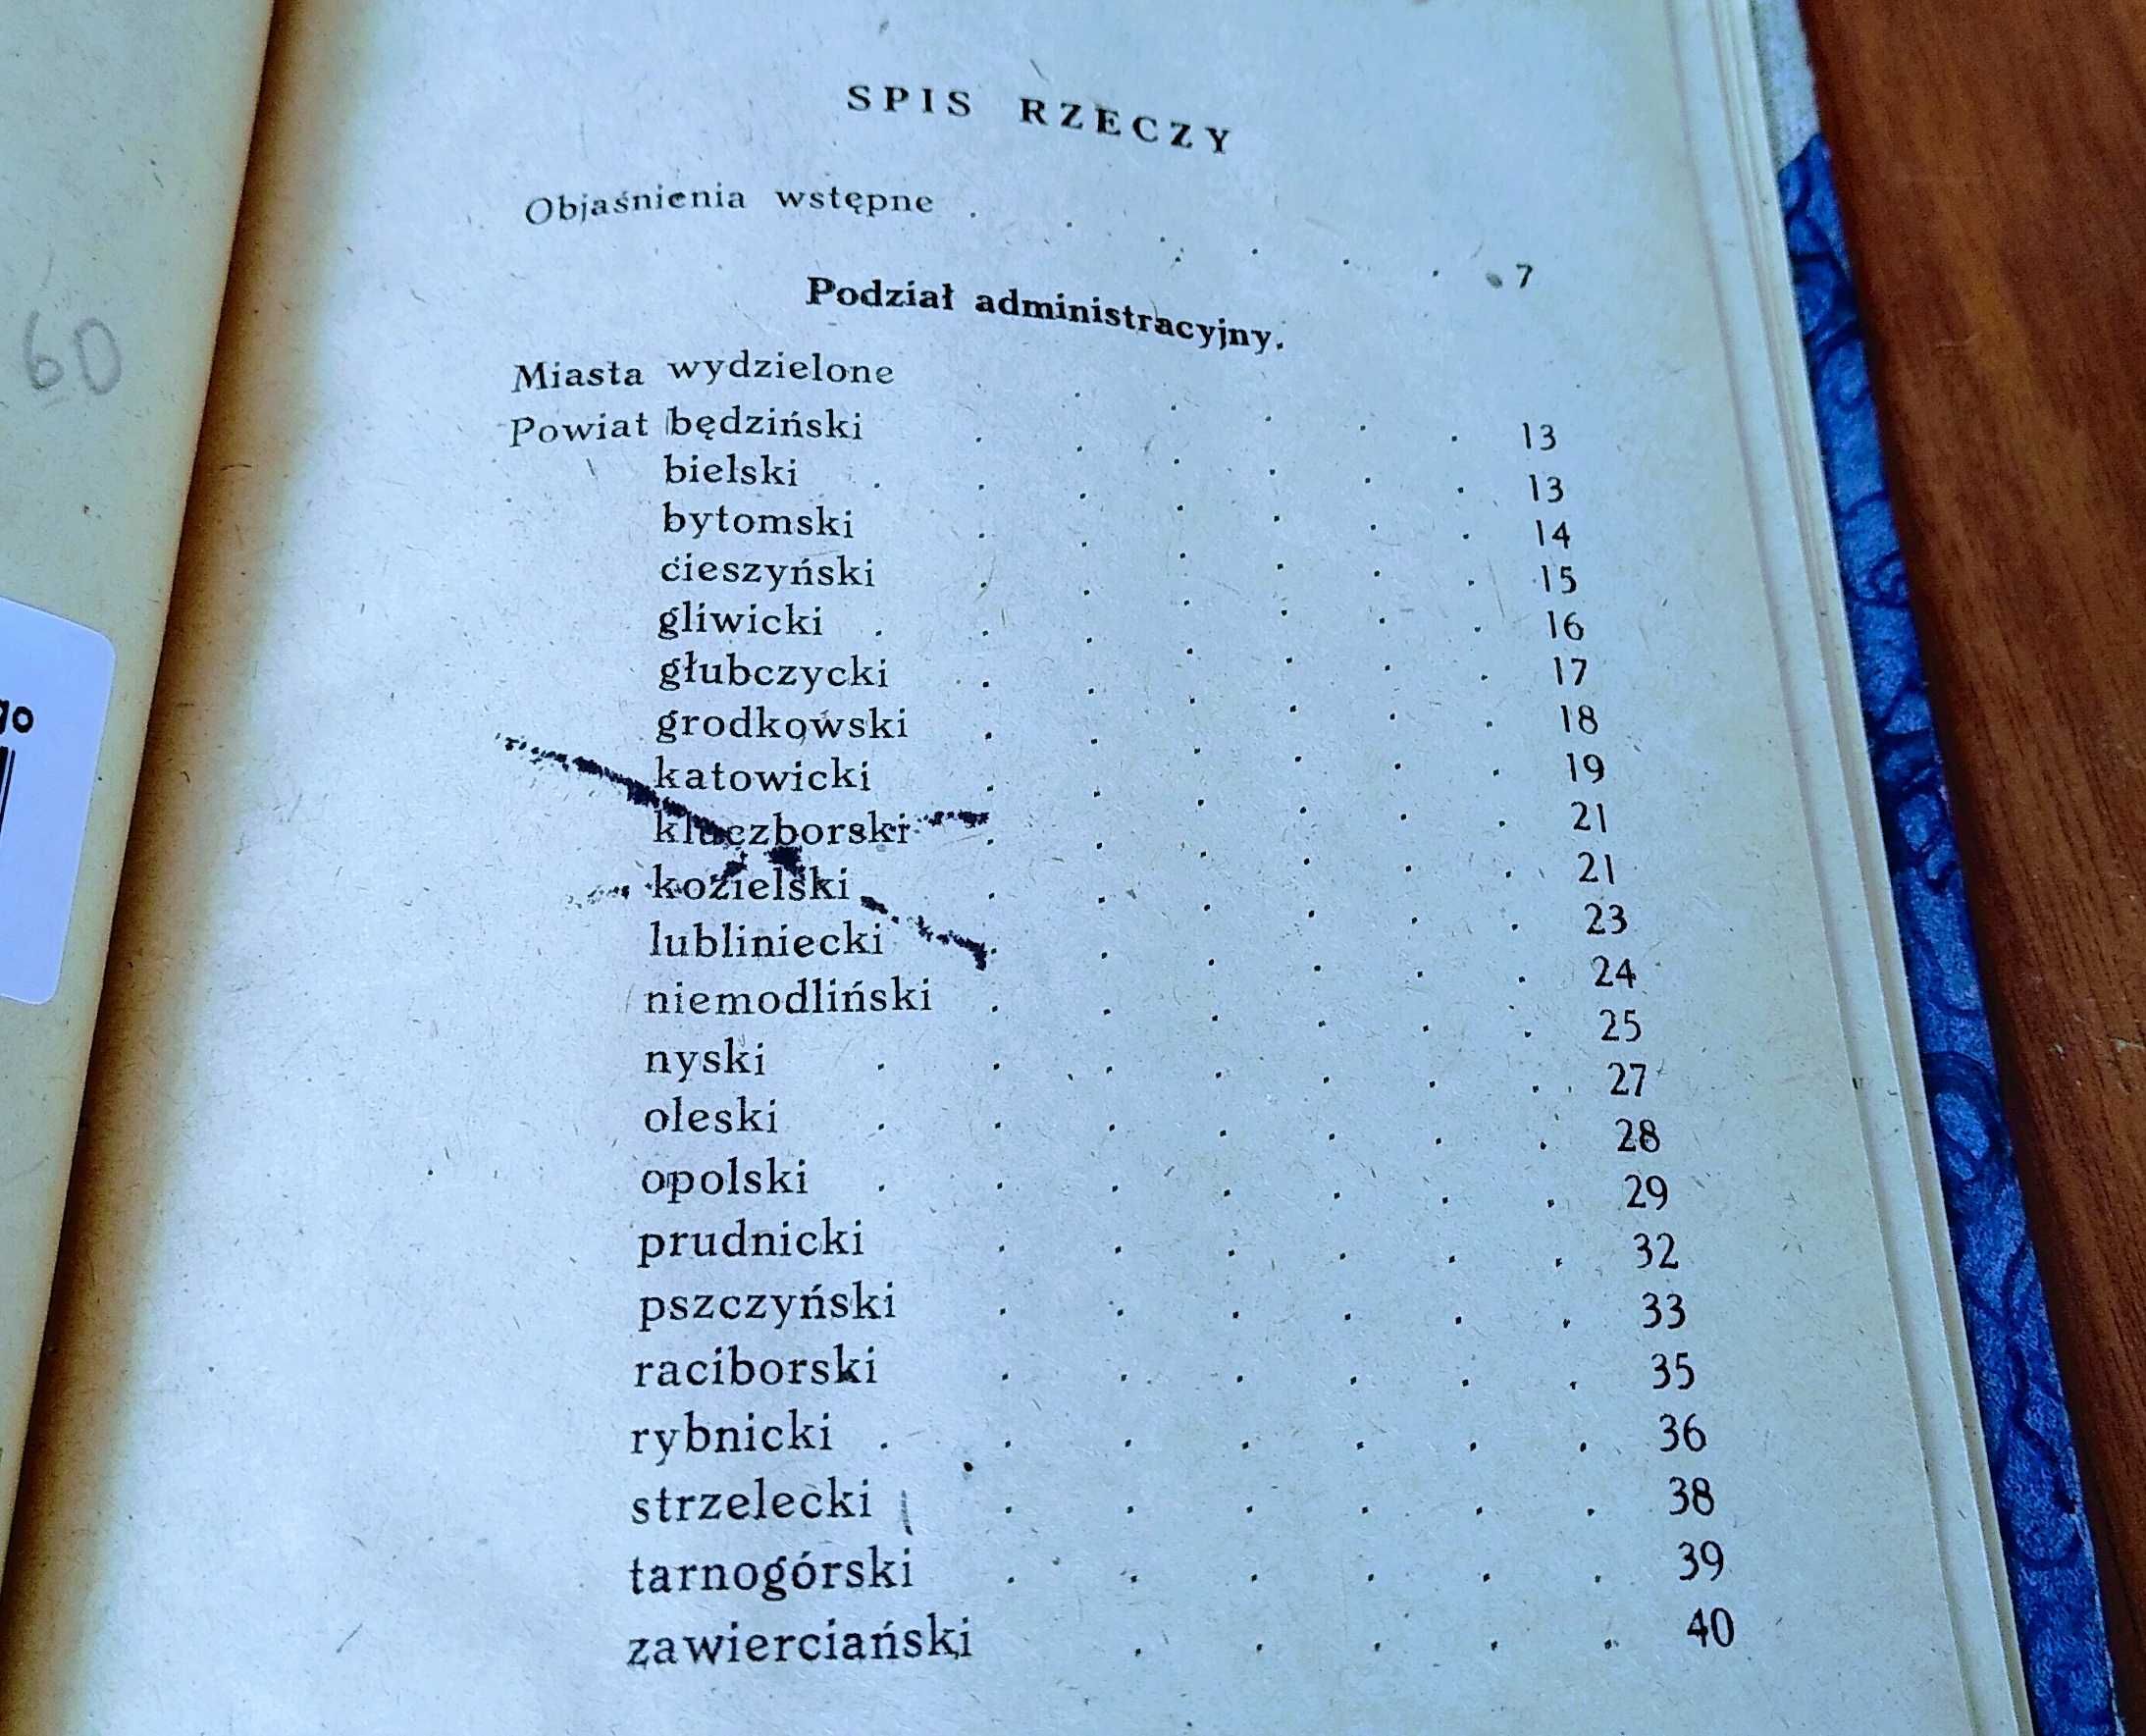 60
go
SPIS RZECZY
Objaśnienia wstępne . . . . . . . 7
Podział administracyjny.
Miasta wydzielone . . . . . 13
Powiat będziński . . . . . . 13
bielski . . . . . . . 14
bytomski . . . . . . 15
cieszyński . . . . . . 16
gliwicki . . . . . . . 17
głubczycki . . . . . . 18
grodkowski . . . . . . 19
katowicki . . . . . . 21
kluczborski . . . . . . 21
kozielski . . . . . . 23
lubliniecki . . . . . . 24
niemodliński . . . . . . 25
nyski . . . . . . . 27
oleski . . . . . . . 28
opolski . . . . . . . 29
prudnicki . . . . . . 32
pszczyński . . . . . . 33
raciborski . . . . . . 35
rybnicki . . . . . . . 36
strzelecki . . . . . . 38
tarnogórski . . . . . . 39
zawierciański . . . . . 40